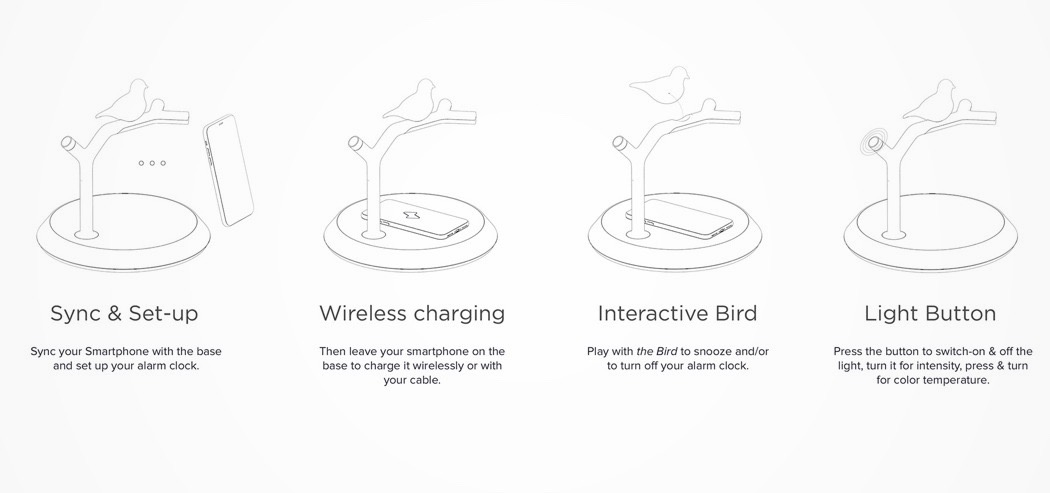 Sync & Set-up
Sync your Smartphone with the base
and set up your alarm clock.
Wireless charging
Then leave your smartphone on the
base to charge it wirelessly or with
your cable.
Interactive Bird
Play with the Bird to snooze and/or
to turn off your alarm clock.
Light Button
Press the button to switch-on & off the
light, turn it for intensity, press & turn
for color temperature.